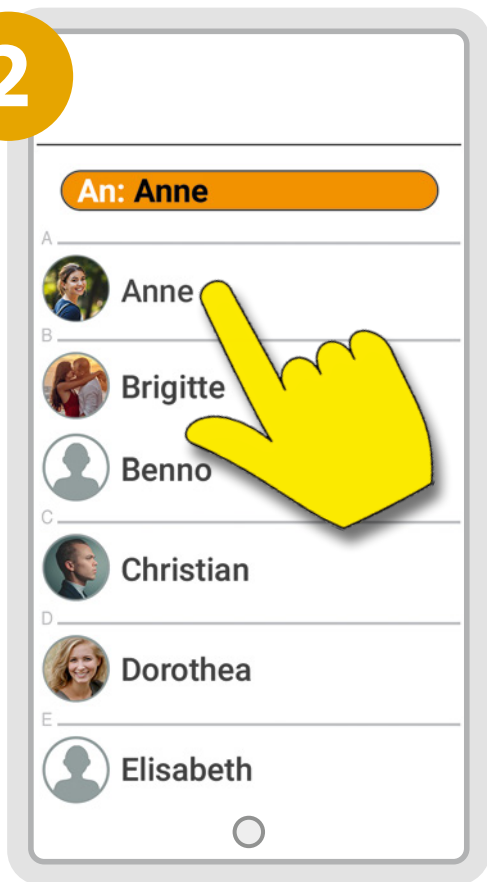 2
An: Anne
A
Anne
B
Brigitte
Benno
C
Christian
D
Dorothea
E
Elisabeth